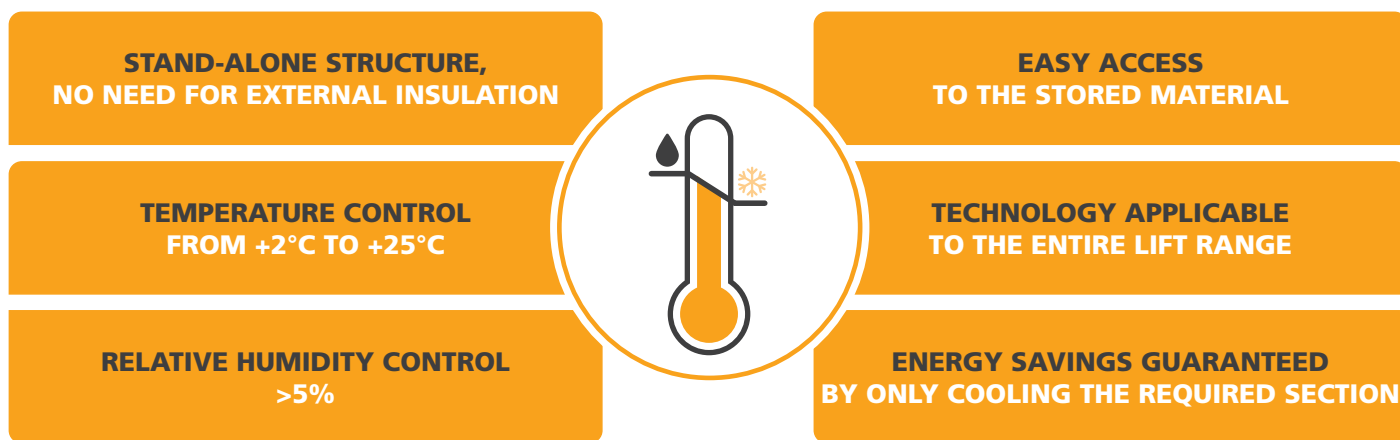 STAND-ALONE STRUCTURE,
NO NEED FOR EXTERNAL INSULATION
TEMPERATURE CONTROL
FROM +2°C TO +25°C
RELATIVE HUMIDITY CONTROL
>5%
EASY ACCESS
TO THE STORED MATERIAL
TECHNOLOGY APPLICABLE
TO THE ENTIRE LIFT RANGE
ENERGY SAVINGS GUARANTEED
BY ONLY COOLING THE REQUIRED SECTION